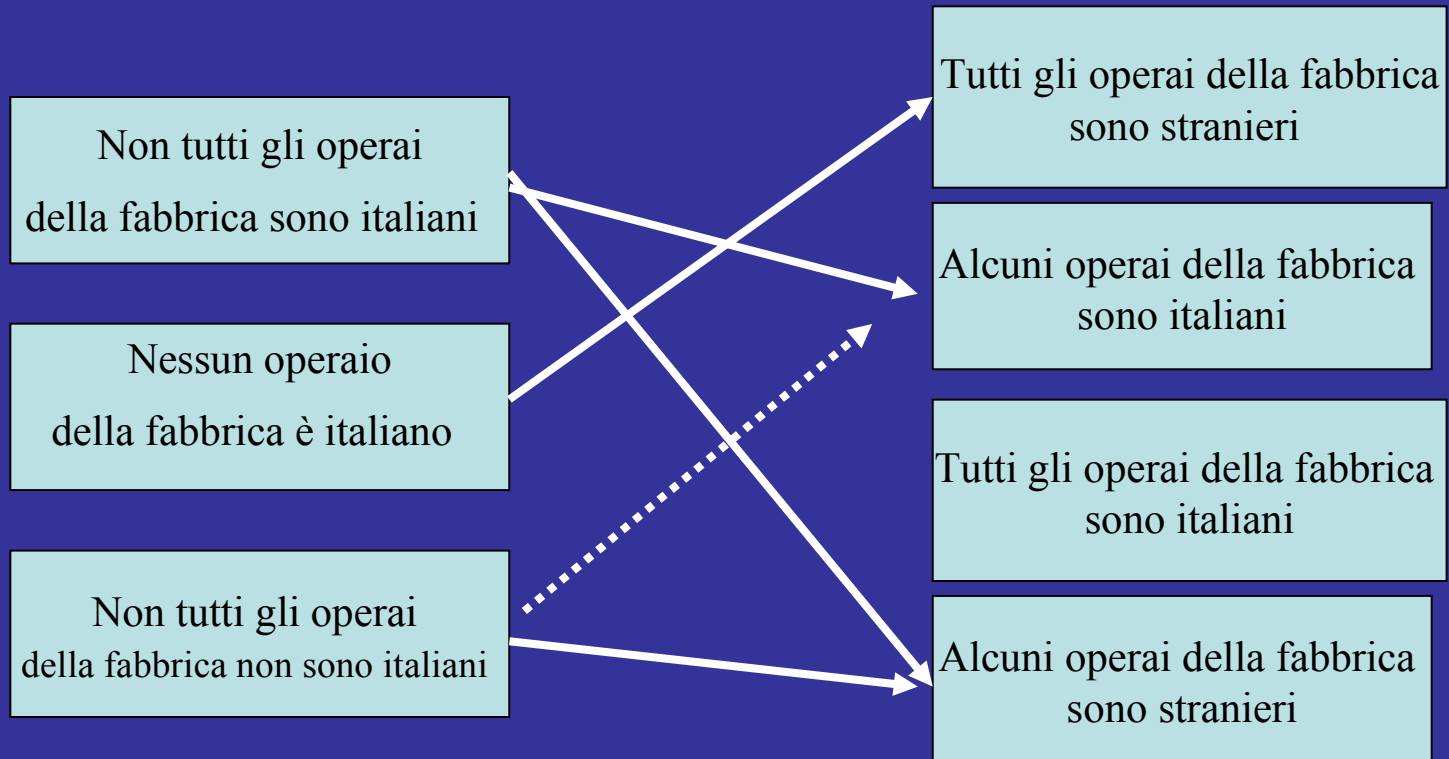 Non tutti gli operai
della fabbrica sono italiani
Nessun operaio
della fabbrica è italiano
Non tutti gli operai
della fabbrica non sono italiani
Tutti gli operai della fabbrica
sono stranieri
Alcuni operai della fabbrica
sono italiani
Tutti gli operai della fabbrica
sono italiani
Alcuni operai della fabbrica
sono stranieri